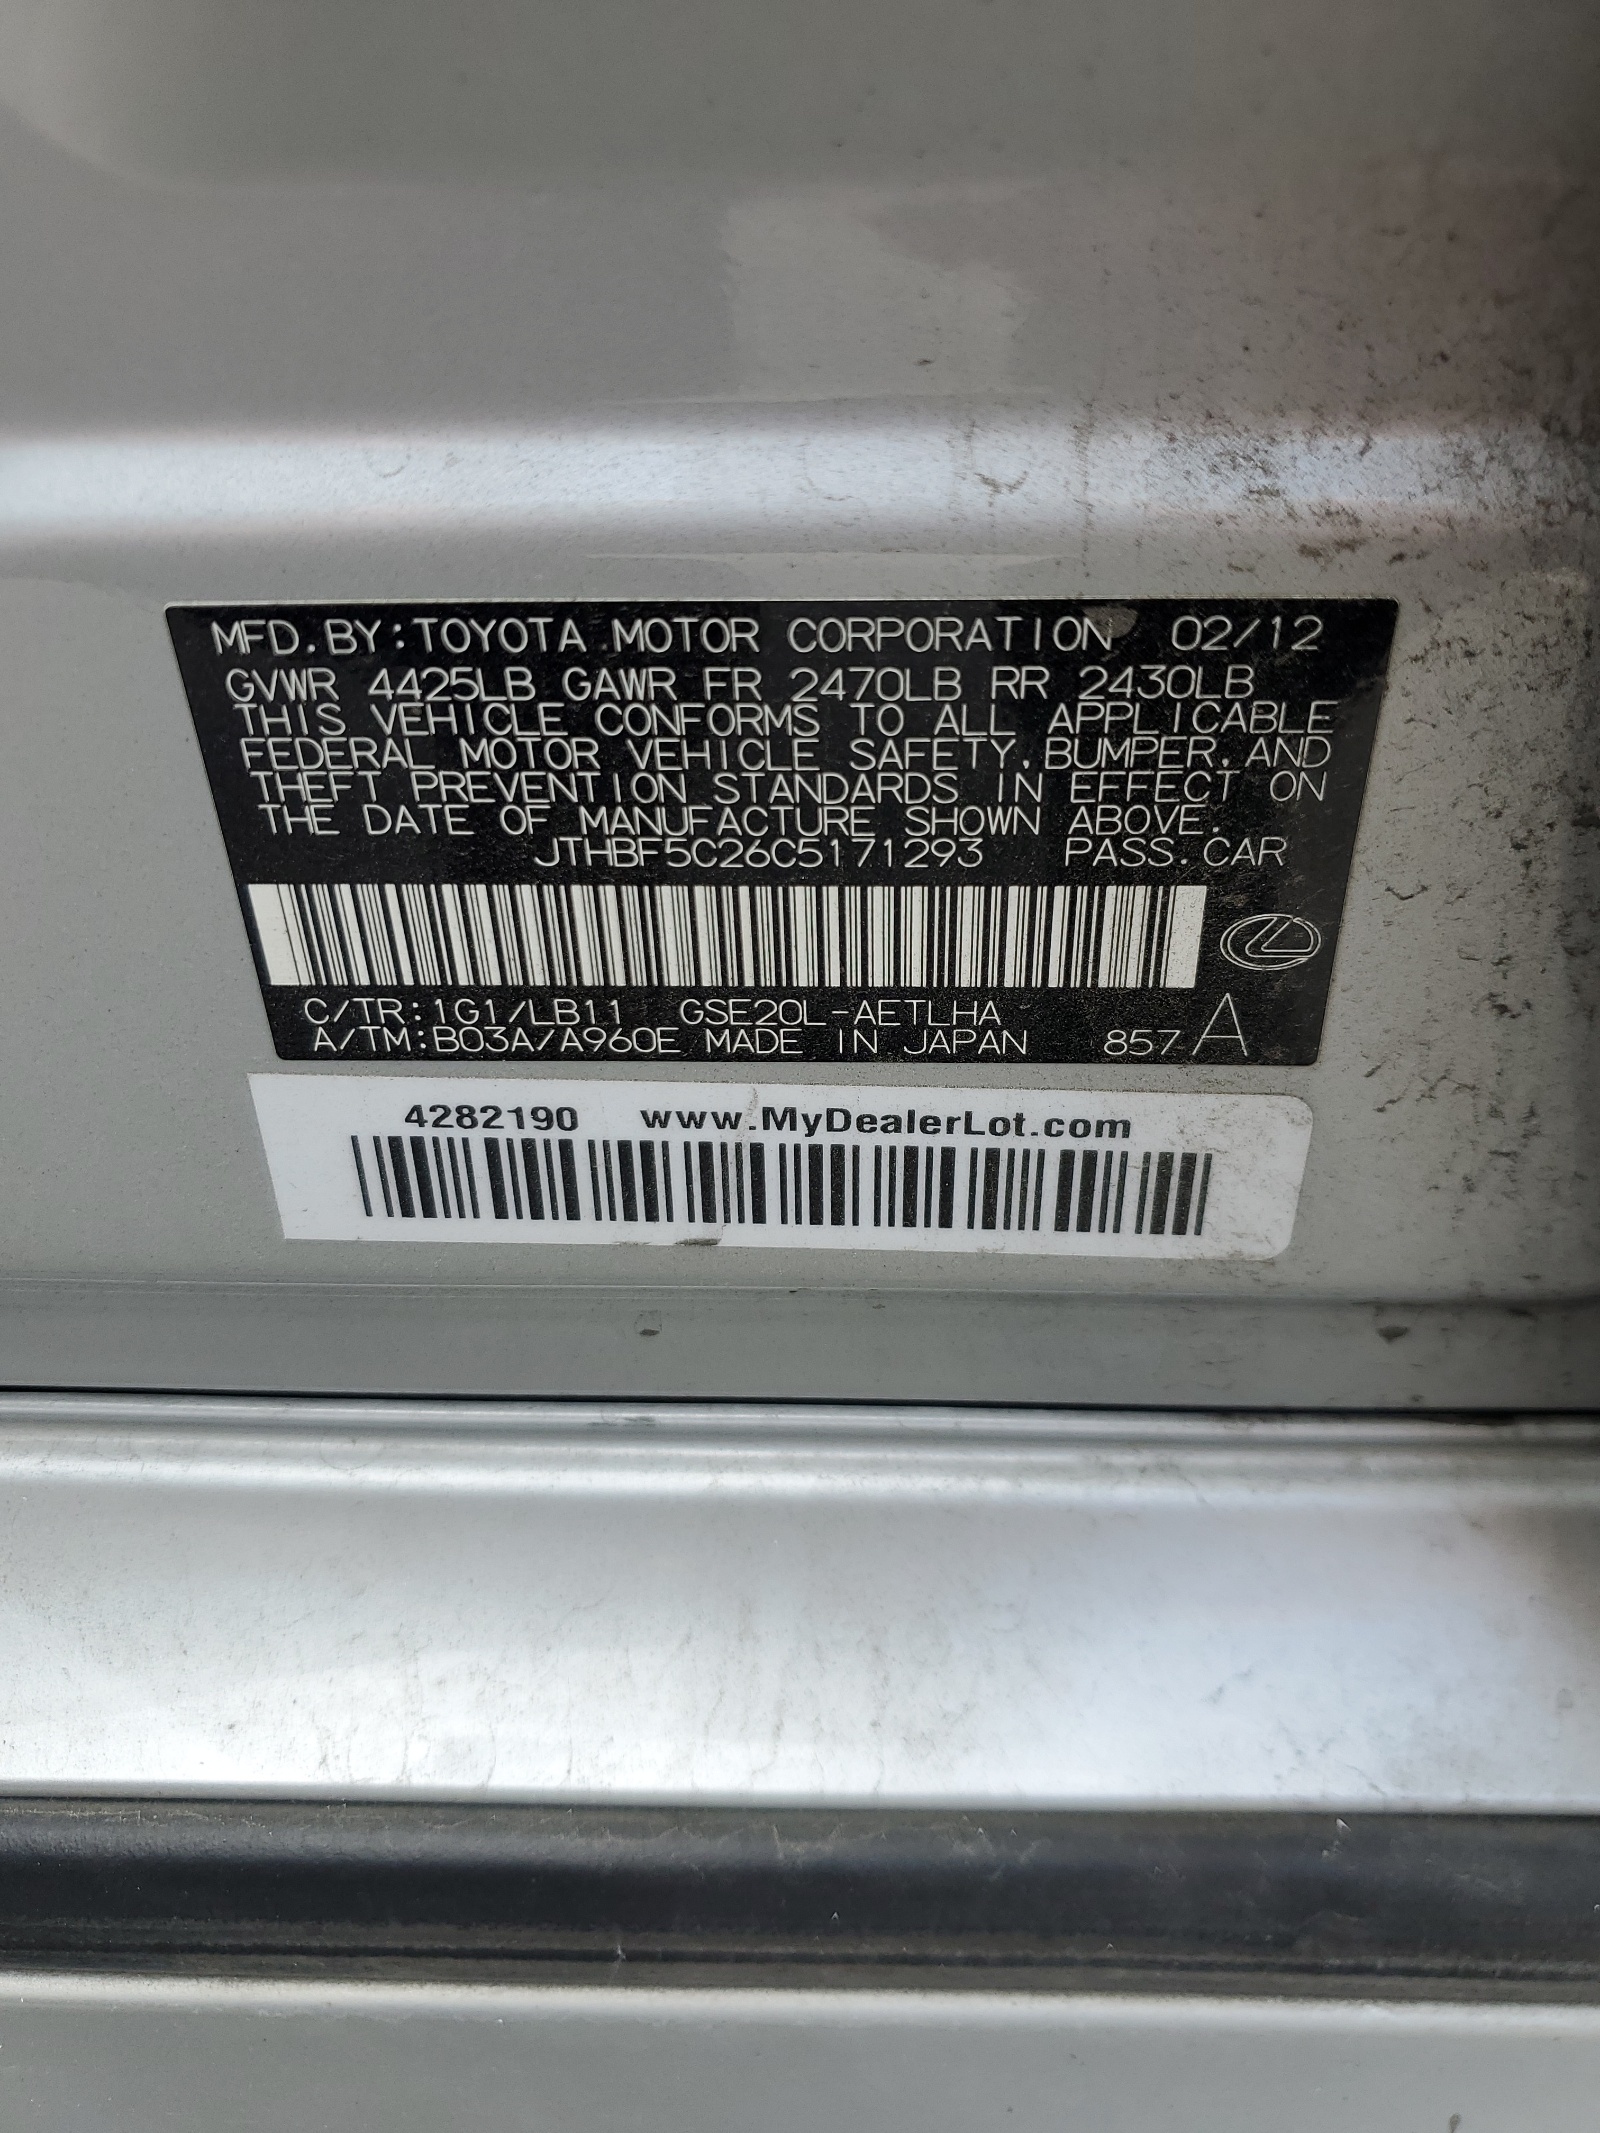 MFD. BY: TOYOTA MOTOR CORPORATION 02/12
GVWR 4425LB GAWR FR 2470LB RR 2430LB
THIS VEHICLE CONFORMS TO ALL APPLICABLE
FEDERAL MOTOR VEHICLE SAFETY, BUMPER, AND
THEFT PREVENTION STANDARDS IN EFFECT ON
THE DATE OF MANUFACTURE SHOWN ABOVE.
JTHBF5C26C5171293 PASS. CAR
C/TR: 1G1/LB11 GSE20L-AETLHA
A/TM: B03A/A960E MADE IN JAPAN 857 A
4282190 www.MyDealerLot.com